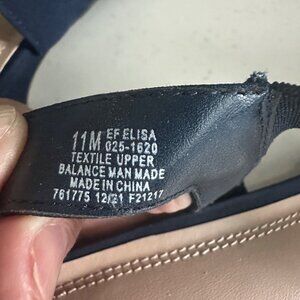 11M EF ELISA
025-1620
TEXTILE UPPER
BALANCE MAN MADE
MADE IN CHINA
761775 12/21 F21217